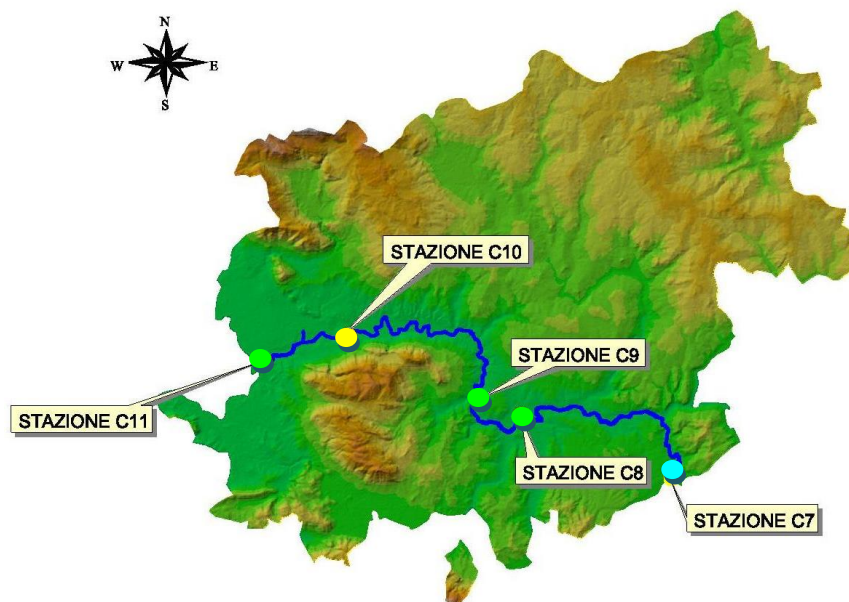 N
W E
S
STAZIONE C10
STAZIONE C9
STAZIONE C11
STAZIONE C8
STAZIONE C7